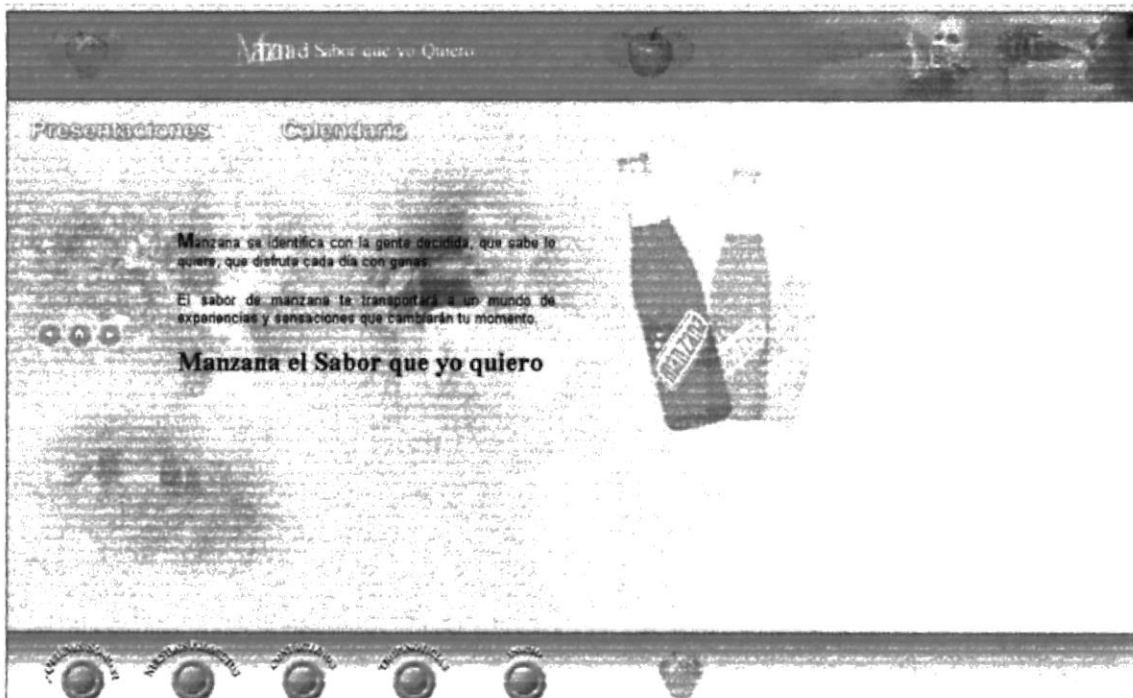 el Sabor que yo Quiero
Presentaciones Calendario
Manzana se identifica con la gente decidida, que sabe lo
quiere, que disfruta cada día con ganas.
El sabor de manzana te transportará a un mundo de
experiencias y sensaciones que cambiarán tu momento.
Manzana el Sabor que yo quiero
MANZANA